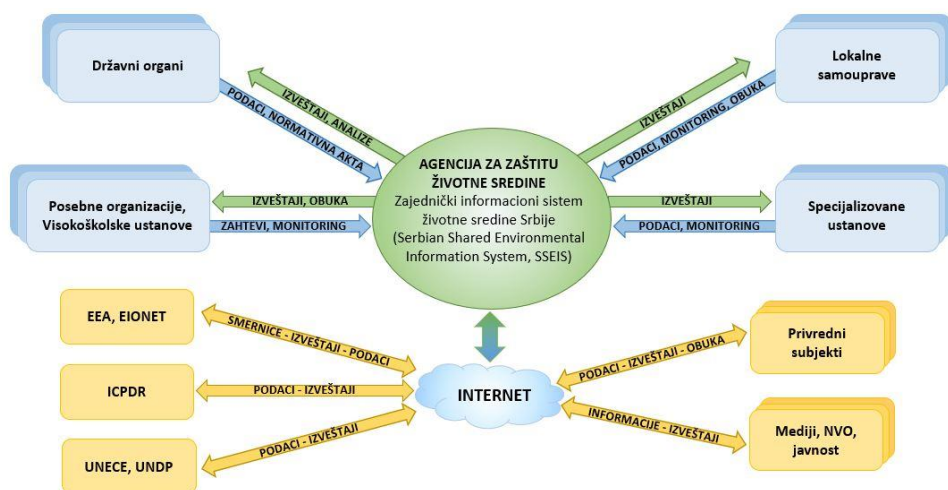 Državni organi
Lokalne
samouprave
IZVEŠTAJI, ANALIZE
PODACI, NORMATIVNA AKTA
IZVEŠTAJI
PODACI, MONITORING, OBUKA
AGENCIJA ZA ZAŠTITU
ŽIVOTNE SREDINE
Zajednički informacioni sistem
životne sredine Srbije
(Serbian Shared Environmental
Information System, SSEIS)
Posebne organizacije,
Visokoškolske ustanove
IZVEŠTAJI, OBUKA
ZAHTEVI, MONITORING
IZVEŠTAJI
PODACI, MONITORING
Specijalizovane
ustanove
EEA, EIONET
SMERNICE - IZVEŠTAJI - PODACI
ICPDR
PODACI - IZVEŠTAJI
UNECE, UNDP
PODACI - IZVEŠTAJI
INTERNET
PODACI - IZVEŠTAJI - OBUKA
Privredni
subjekti
INFORMACIJE - IZVEŠTAJI
Mediji, NVO,
javnost